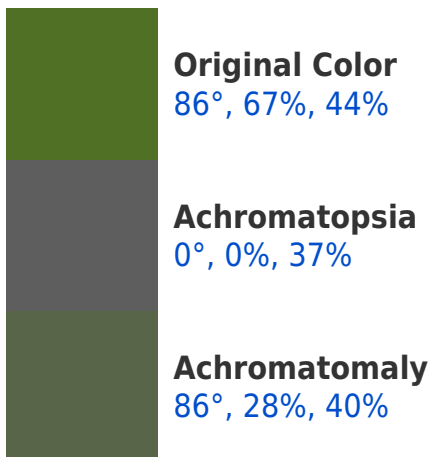 Original Color
86°, 67%, 44%
Achromatopsia
0°, 0%, 37%
Achromatomaly
86°, 28%, 40%